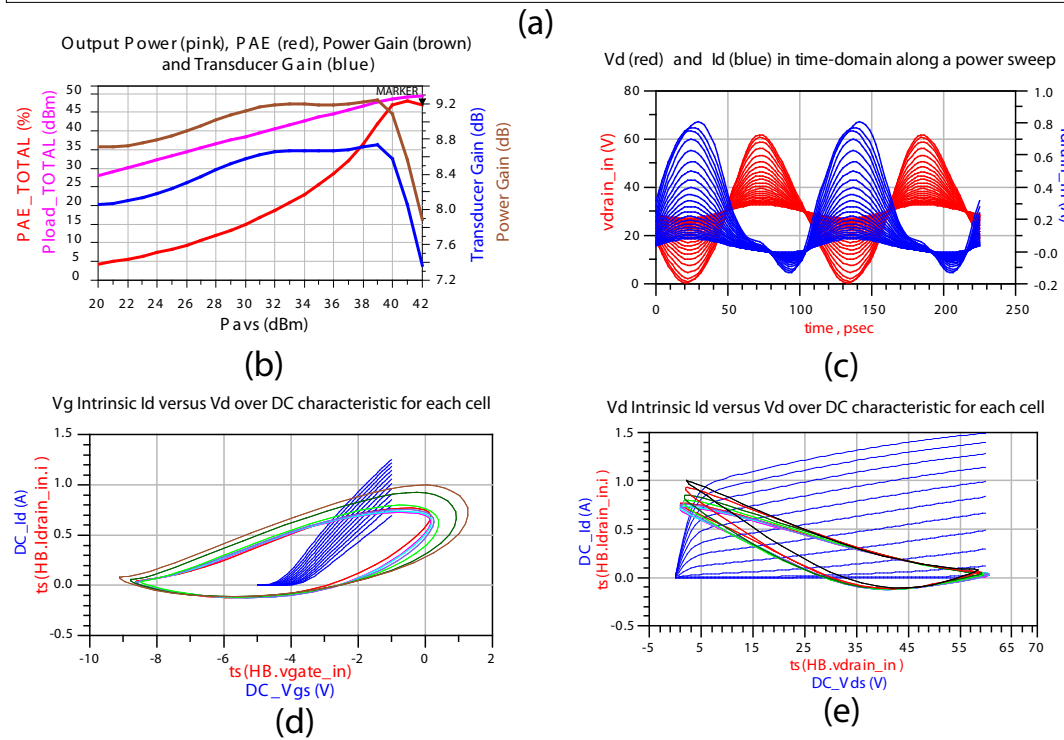 (a)
Output Power (pink), PAE (red), Power Gain (brown)
and Transducer Gain (blue)
PAE_TOTAL (%)
Pload_TOTAL (dBm)
50
45
40
35
30
25
20
15
10
5
0
MARKER
9.2
8.8
8.4
8.0
7.6
7.2
Transducer Gain (dB)
Power Gain (dB)
20 22 24 26 28 30 32 34 36 38 40 42
Pavs (dBm)
(b)
Vd (red) and Id (blue) in time-domain along a power sweep
vdrain_in (V)
80
60
40
20
0
1.0
0.8
0.6
0.4
0.2
-0.0
-0.2
0 50 100 150 200 250
time, psec
(c)
Vg Intrinsic Id versus Vd over DC characteristic for each cell
DC_Id (A)
ts(HB.Idrain_in.i)
1.5
1.0
0.5
0.0
-0.5
-10 -8 -6 -4 -2 0 2
ts(HB.vgate_in)
DC_Vgs (V)
(d)
Vd Intrinsic Id versus Vd over DC characteristic for each cell
DC_Id (A)
ts(HB.Idrain_in.i)
1.5
1.0
0.5
0.0
-0.5
-5 5 15 25 35 45 55 65 70
ts(HB.vdrain_in)
DC_Vds (V)
(e)